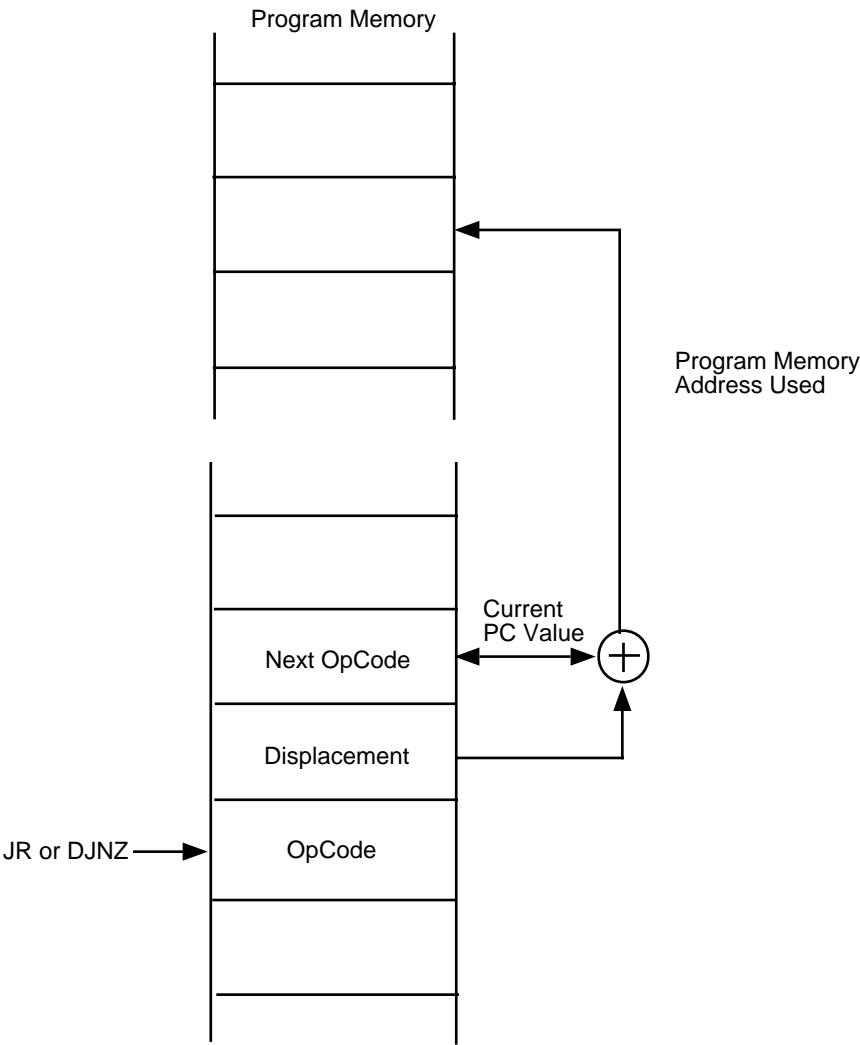 Program Memory
Program Memory
Address Used
Current
PC Value
Next OpCode
Displacement
JR or DJNZ
OpCode